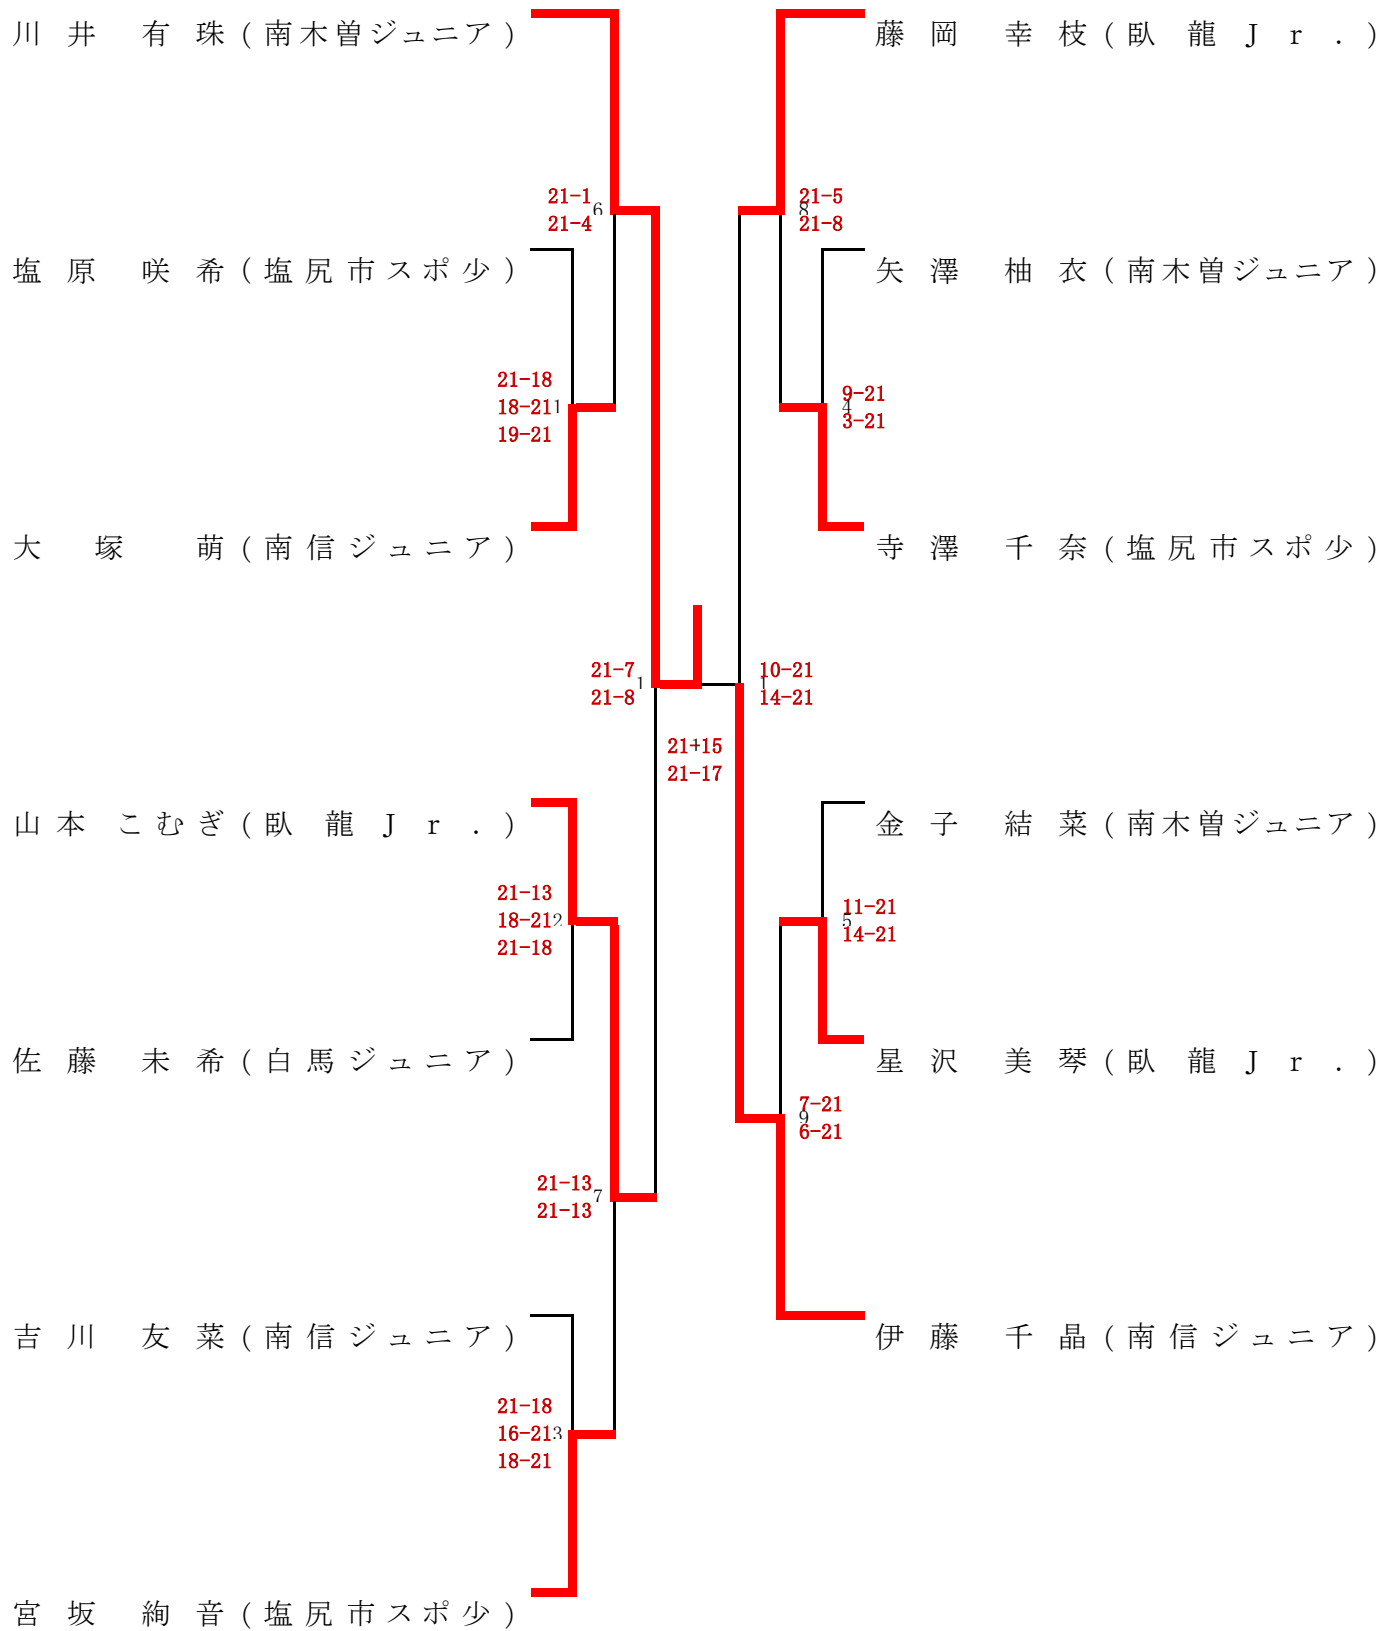 川井 有珠(南木曽ジュニア)
藤岡 幸枝(臥龍Jr.)
21-1
21-4
6
21-5
21-8
8
塩原 咲希(塩尻市スポ少)
矢澤 柚衣(南木曽ジュニア)
21-18
18-21
19-21
1
9-21
3-21
4
大塚 萌(南信ジュニア)
寺澤 千奈(塩尻市スポ少)
21-7
21-8
1
10-21
14-21
1
21-15
21-17
山本 こむぎ(臥龍Jr.)
金子 結菜(南木曽ジュニア)
21-13
18-21
21-18
2
11-21
14-21
5
佐藤 未希(白馬ジュニア)
星沢 美琴(臥龍Jr.)
7-21
6-21
9
21-13
21-13
7
吉川 友菜(南信ジュニア)
伊藤 千晶(南信ジュニア)
21-18
16-21
18-21
3
宮坂 絢音(塩尻市スポ少)